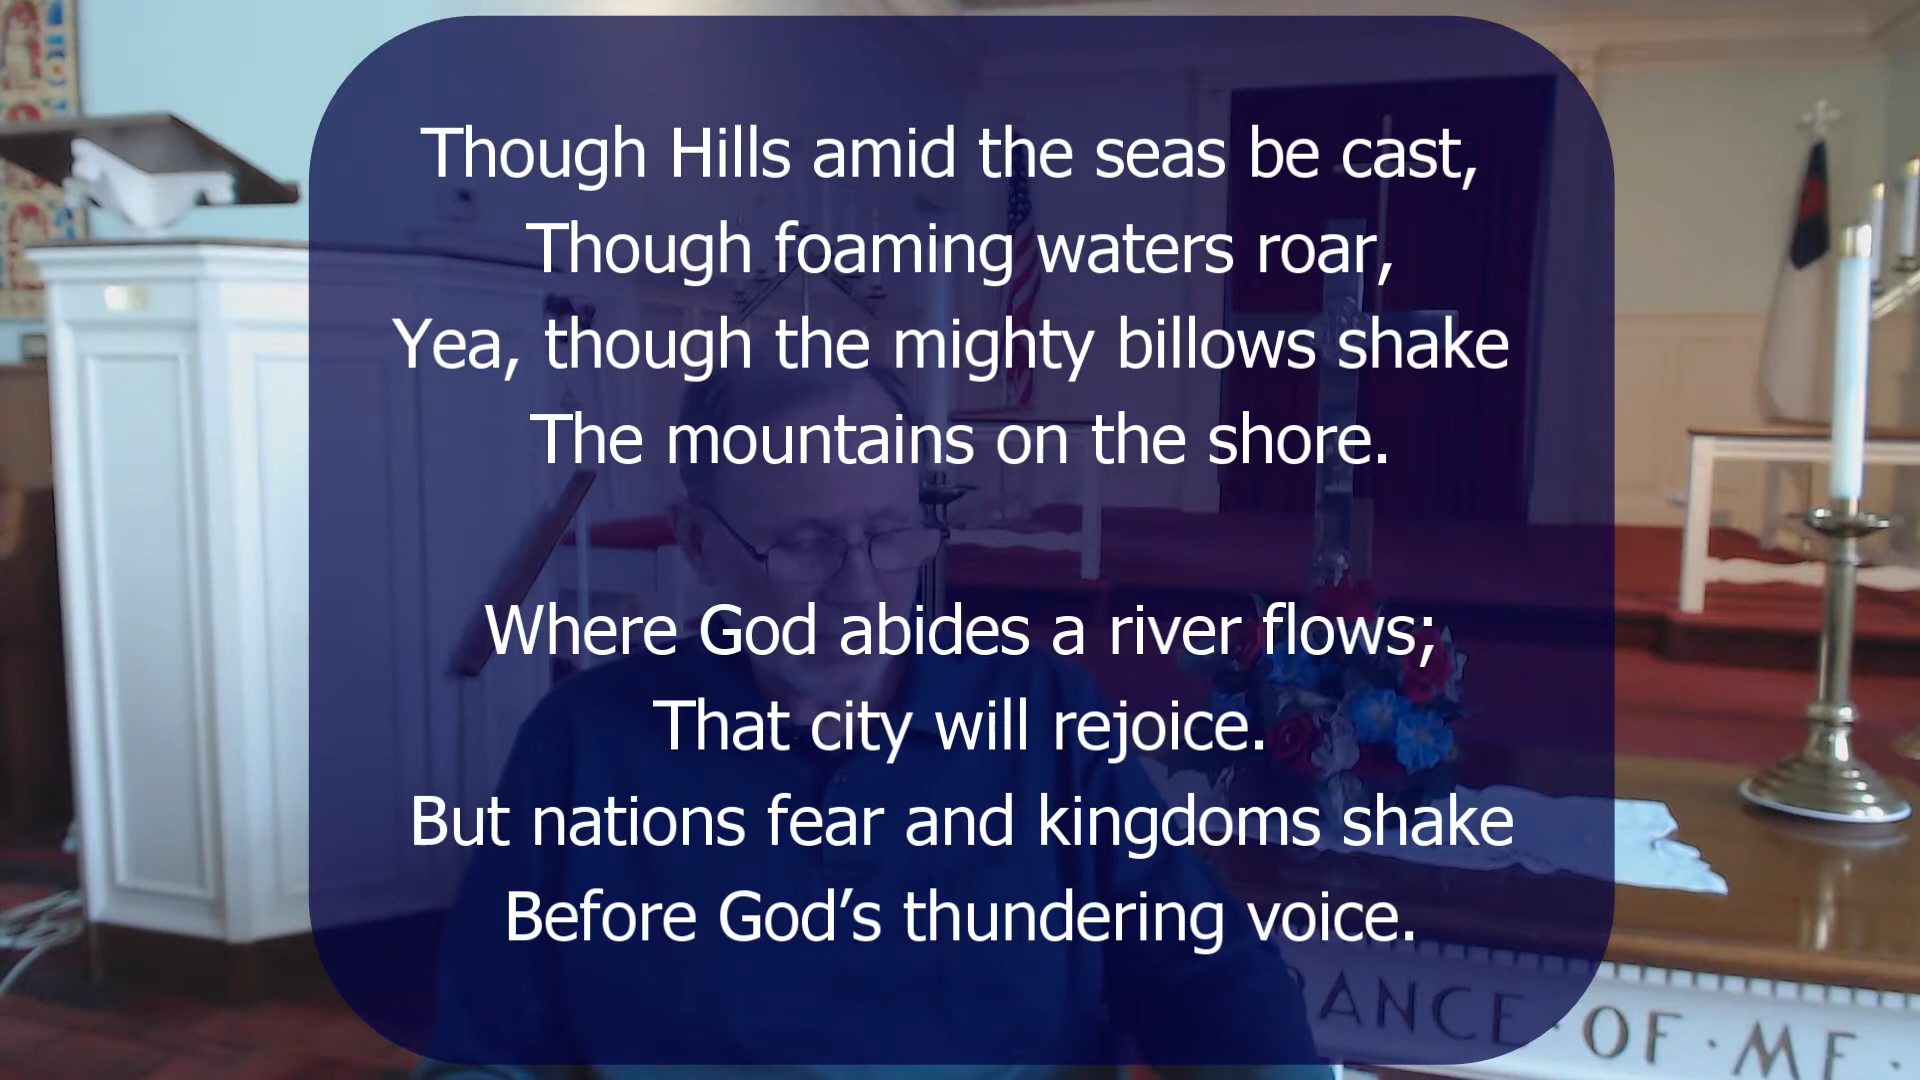 Though Hills amid the seas be cast,
Though foaming waters roar,
Yea, though the mighty billows shake
The mountains on the shore.
Where God abides a river flows;
That city will rejoice.
But nations fear and kingdoms shake
Before God’s thundering voice.
RANCE · OF · ME ·